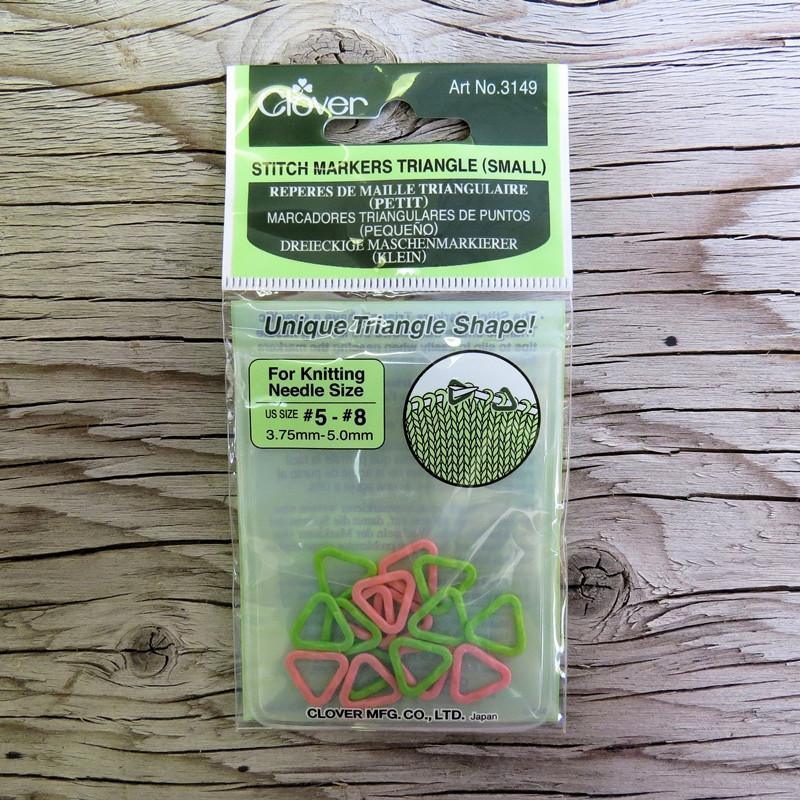 Clover
Art No.3149
STITCH MARKERS TRIANGLE (SMALL)
REPERES DE MAILLE TRIANGULAIRE
(PETIT)
MARCADORES TRIANGULARES DE PUNTOS
(PEQUEÑO)
DREIECKIGE MASCHENMARKIERER
(KLEIN)
Unique Triangle Shape!
For Knitting
Needle Size
US SIZE #5 - #8
3.75mm-5.0mm
CLOVER MFG. CO., LTD. Japan